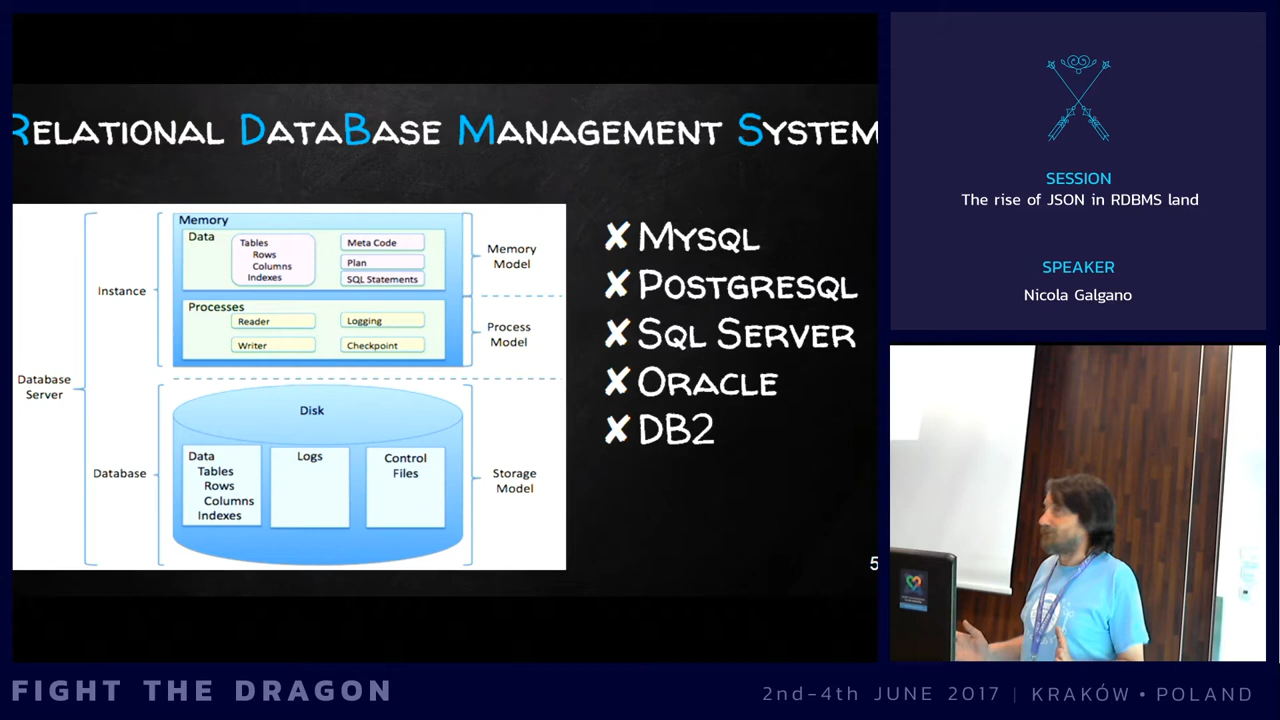 RELATIONAL DATABASE MANAGEMENT SYSTEM
Memory
Data
Tables
Rows
Columns
Indexes
Meta Code
Plan
SQL Statements
Processes
Reader
Logging
Writer
Checkpoint
Memory
Model
Process
Model
Instance
Database
Server
Disk
Data
Tables
Rows
Columns
Indexes
Logs
Control
Files
Database
Storage
Model
✘ MYSQL
✘ POSTGRESQL
✘ SQL SERVER
✘ ORACLE
✘ DB2
5
SESSION
The rise of JSON in RDBMS land
SPEAKER
Nicola Galgano
FIGHT THE DRAGON
2nd-4th JUNE 2017 | KRAKÓW • POLAND